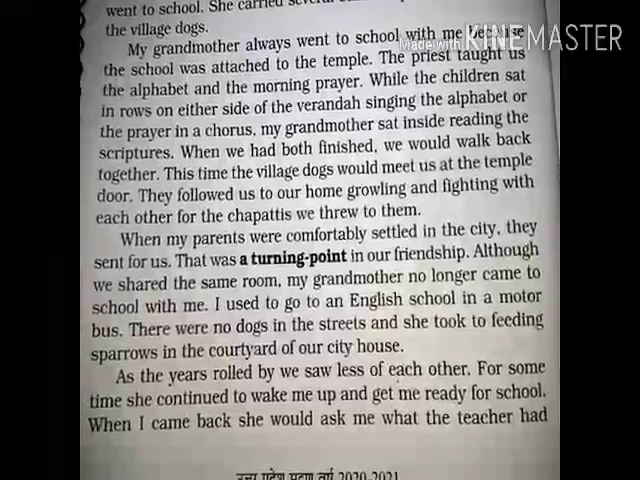 went to school. She carried several
the village dogs.
My grandmother always went to school with me because
the school was attached to the temple. The priest taught us
the alphabet and the morning prayer. While the children sat
in rows on either side of the verandah singing the alphabet or
the prayer in a chorus, my grandmother sat inside reading the
scriptures. When we had both finished, we would walk back
together. This time the village dogs would meet us at the temple
door. They followed us to our home growling and fighting with
each other for the chapattis we threw to them.
When my parents were comfortably settled in the city, they
sent for us. That was a turning-point in our friendship. Although
we shared the same room, my grandmother no longer came to
school with me. I used to go to an English school in a motor
bus. There were no dogs in the streets and she took to feeding
sparrows in the courtyard of our city house.
As the years rolled by we saw less of each other. For some
time she continued to wake me up and get me ready for school.
When I came back she would ask me what the teacher had
2020-2021
Made with KINEMASTER